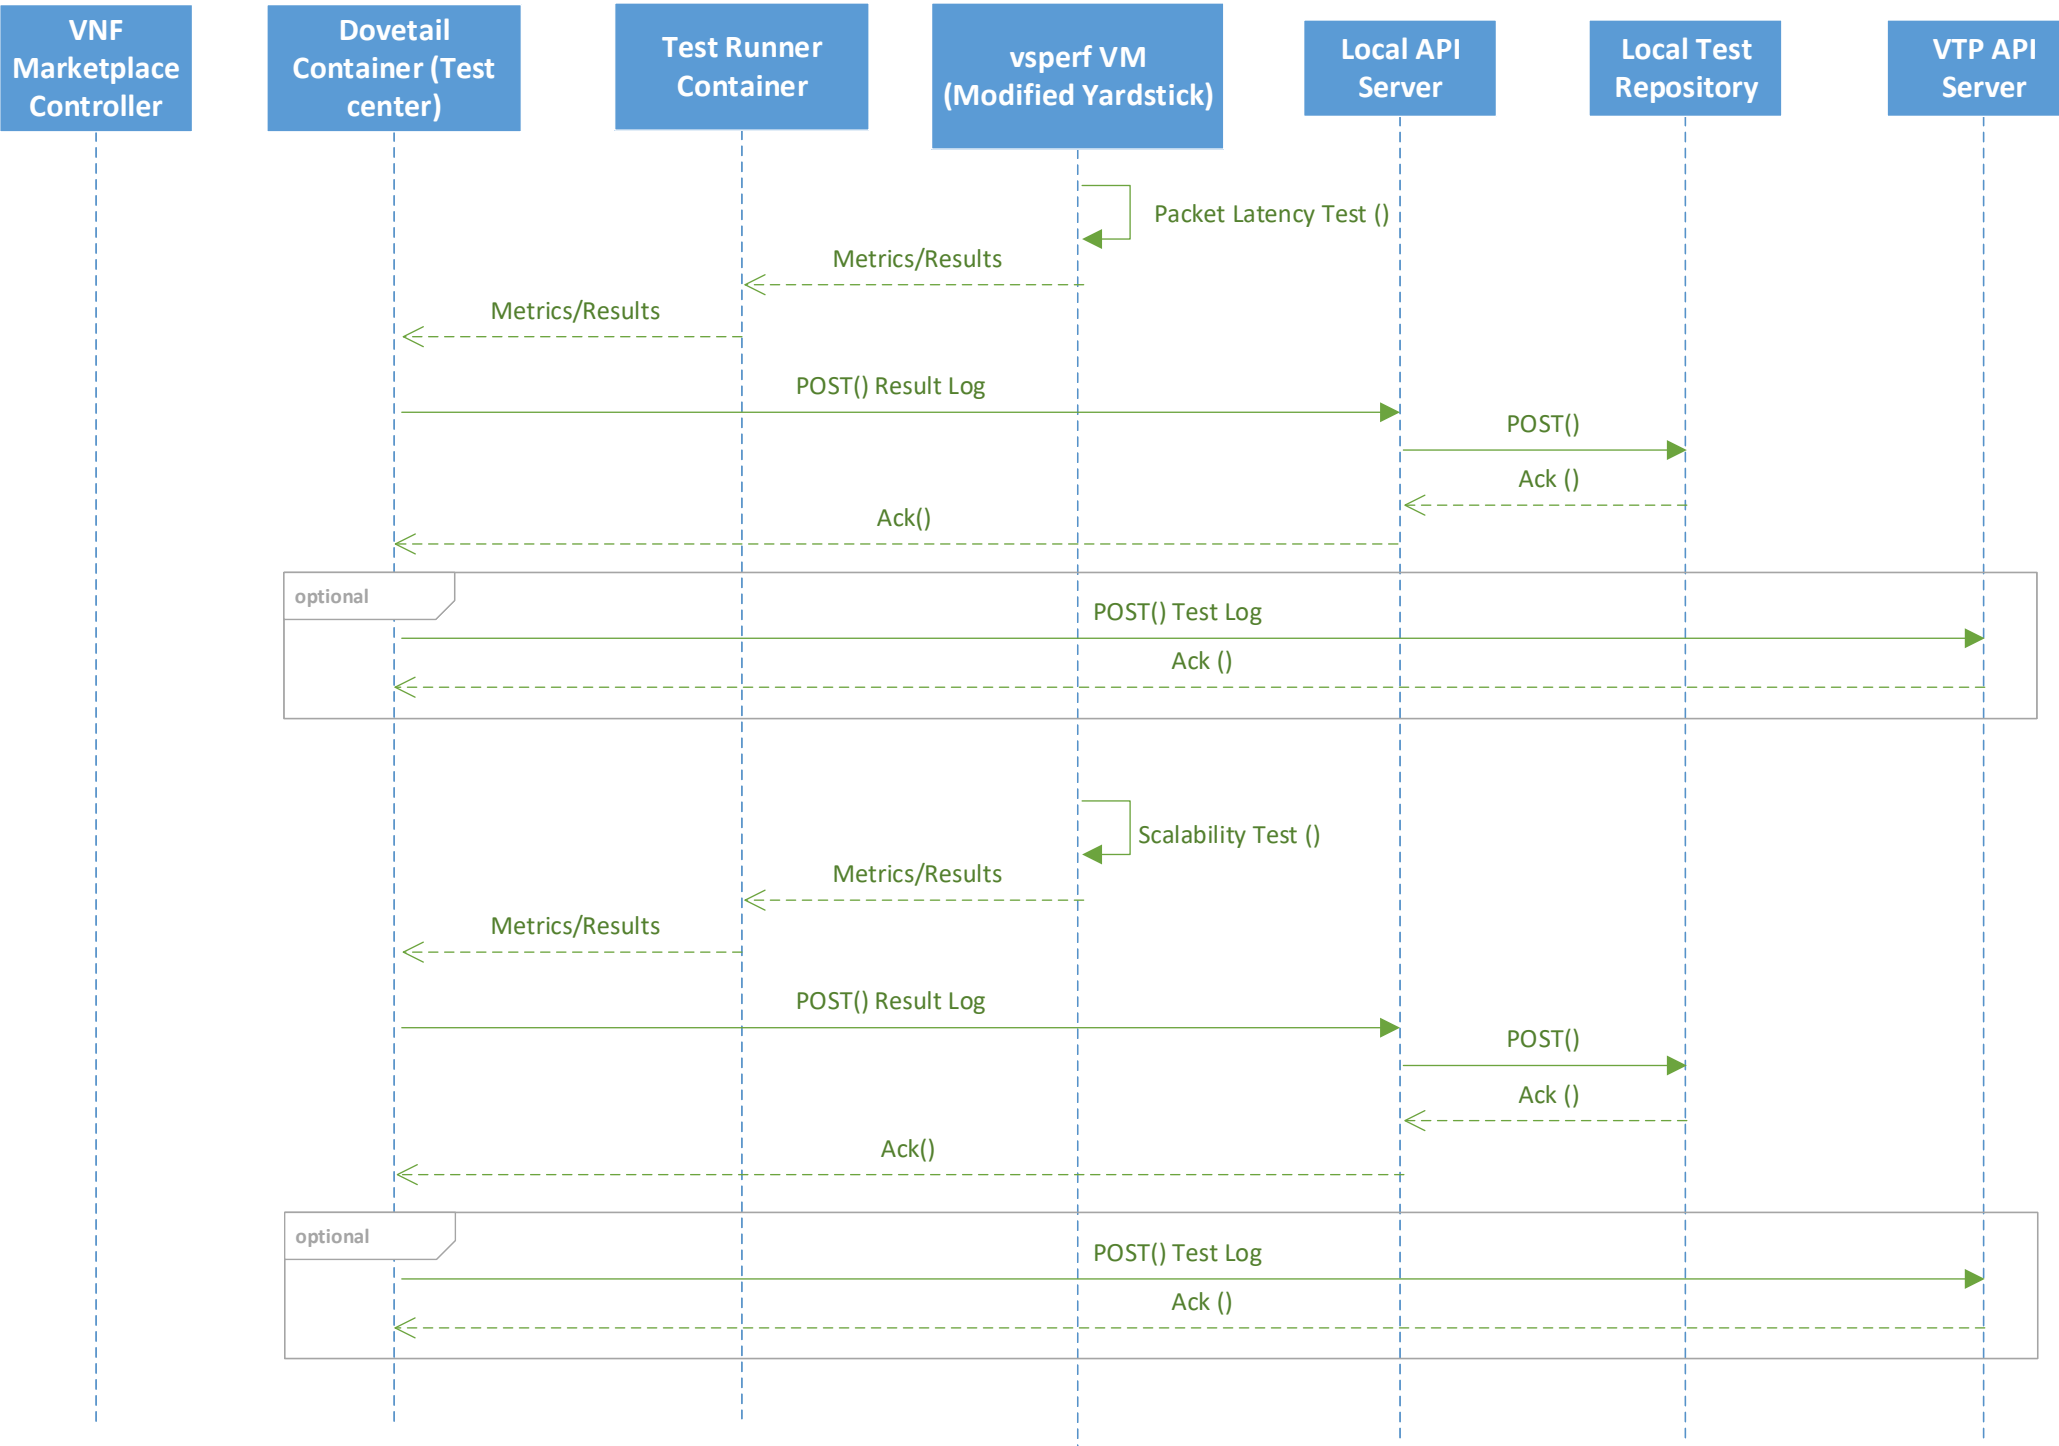 VNF
Marketplace
Controller
Dovetail
Container (Test
center)
Test Runner
Container
vsperf VM
(Modified Yardstick)
Local API
Server
Local Test
Repository
VTP API
Server
Packet Latency Test ()
Metrics/Results
Metrics/Results
POST() Result Log
POST()
Ack ()
Ack()
optional
POST() Test Log
Ack ()
Scalability Test ()
Metrics/Results
Metrics/Results
POST() Result Log
POST()
Ack ()
Ack()
optional
POST() Test Log
Ack ()